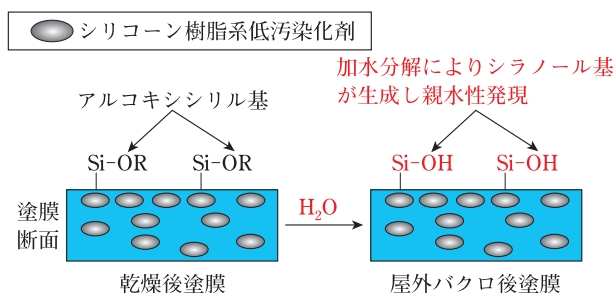 シリコーン樹脂系低汚染化剤
アルコキシシリル基
加水分解によりシラノール基
が生成し親水性発現
Si-OR
Si-OR
Si-OH
Si-OH
塗膜
断面
H₂O
乾燥後塗膜
屋外バクロ後塗膜